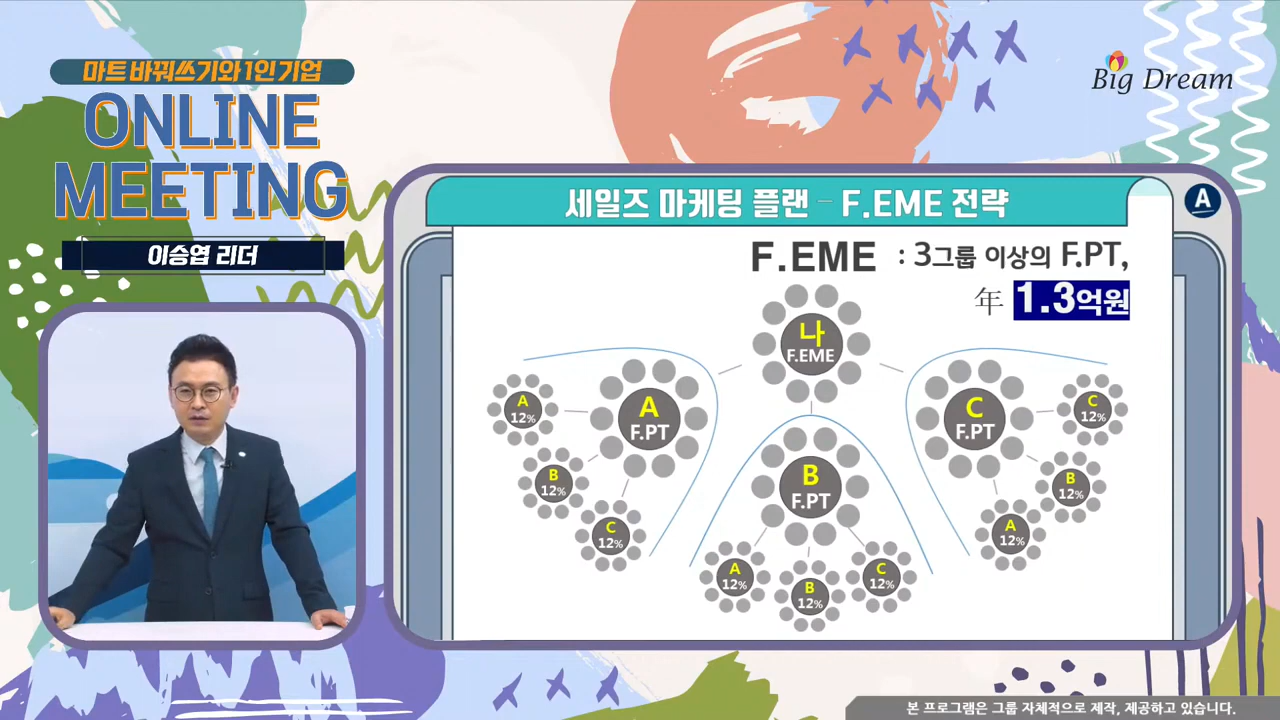 마트 바꿔쓰기와 1인 기업
ONLINE
MEETING
이승엽 리더
Big Dream
세일즈 마케팅 플랜 - F.EME 전략
A
F.EME : 3그룹 이상의 F.PT,
年 1.3억원
나
F.EME
A
F.PT
A
12%
B
12%
C
12%
B
F.PT
A
12%
B
12%
C
12%
C
F.PT
C
12%
B
12%
A
12%
본 프로그램은 그룹 자체적으로 제작, 제공하고 있습니다.